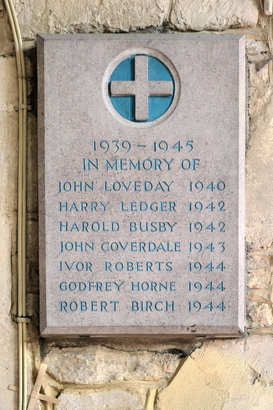 1939 – 1945
IN MEMORY OF
JOHN LOVEDAY 1940
HARRY LEDGER 1942
HAROLD BUSBY 1942
JOHN COVERDALE 1943
IVOR ROBERTS 1944
GODFREY HORNE 1944
ROBERT BIRCH 1944